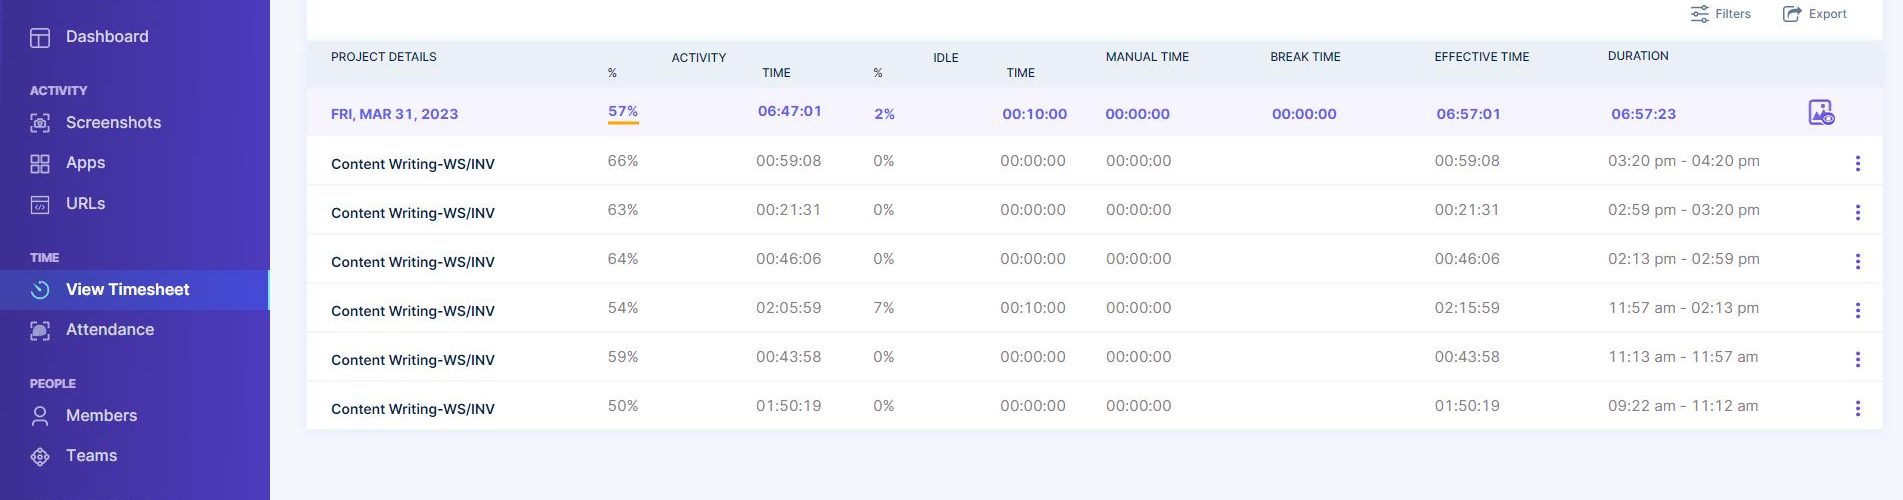 Filters Export
Dashboard
ACTIVITY
Screenshots
Apps
URLs
TIME
View Timesheet
Attendance
PEOPLE
Members
Teams
PROJECT DETAILS ACTIVITY IDLE MANUAL TIME BREAK TIME EFFECTIVE TIME DURATION
% TIME % TIME
FRI, MAR 31, 2023 57% 06:47:01 2% 00:10:00 00:00:00 00:00:00 06:57:01 06:57:23
Content Writing-WS/INV 66% 00:59:08 0% 00:00:00 00:00:00 00:59:08 03:20 pm - 04:20 pm
Content Writing-WS/INV 63% 00:21:31 0% 00:00:00 00:00:00 00:21:31 02:59 pm - 03:20 pm
Content Writing-WS/INV 64% 00:46:06 0% 00:00:00 00:00:00 00:46:06 02:13 pm - 02:59 pm
Content Writing-WS/INV 54% 02:05:59 7% 00:10:00 00:00:00 02:15:59 11:57 am - 02:13 pm
Content Writing-WS/INV 59% 00:43:58 0% 00:00:00 00:00:00 00:43:58 11:13 am - 11:57 am
Content Writing-WS/INV 50% 01:50:19 0% 00:00:00 00:00:00 01:50:19 09:22 am - 11:12 am